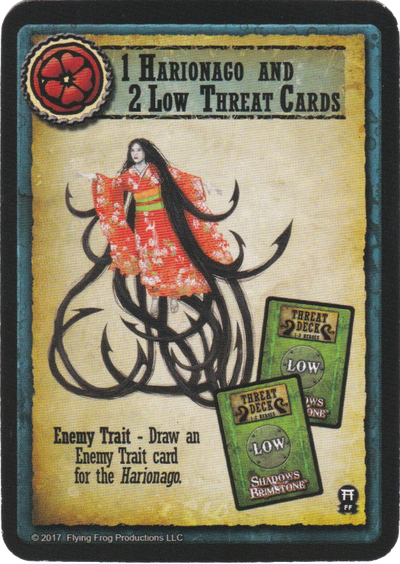 1 Harionago and
2 Low Threat Cards
Threat
Deck
1-2 Heroes
Low
Threat
Deck
1-2 Heroes
Low
Shadows
of
Brimstone
Shadows
of
Brimstone
Enemy Trait - Draw an
Enemy Trait card
for the Harionago.
FF
© 2017 Flying Frog Productions LLC